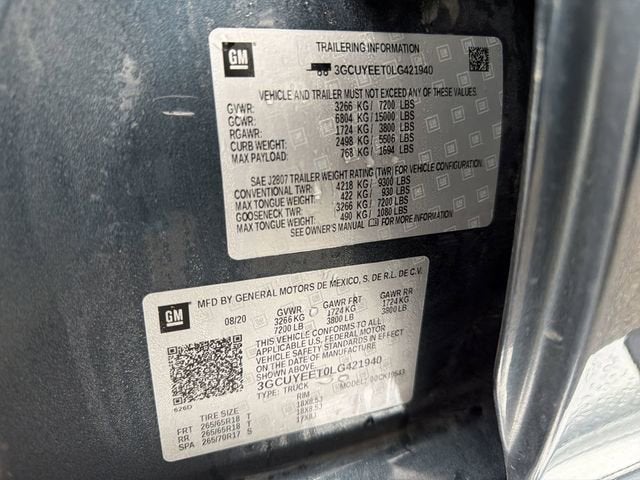 GM
TRAILERING INFORMATION
3GCUYEET0LG421940
VEHICLE AND TRAILER MUST NOT EXCEED ANY OF THESE VALUES.
GVWR: 3266 KG / 7200 LBS
GCWR: 6804 KG / 15000 LBS
RGAWR: 1724 KG / 3800 LBS
CURB WEIGHT: 2498 KG / 5506 LBS
MAX PAYLOAD: 768 KG / 1694 LBS
SAE J2807 TRAILER WEIGHT RATING (TWR) FOR VEHICLE CONFIGURATION.
CONVENTIONAL TWR: 4218 KG / 9300 LBS
MAX TONGUE WEIGHT: 422 KG / 930 LBS
GOOSENECK TWR: 3266 KG / 7200 LBS
MAX TONGUE WEIGHT: 490 KG / 1080 LBS
SEE OWNER'S MANUAL FOR MORE INFORMATION
GM
MFD BY GENERAL MOTORS DE MEXICO, S. DE R.L. DE C.V.
08/20 GVWR GAWR FRT GAWR RR
3266 KG 1724 KG 1724 KG
7200 LB 3800 LB 3800 LB
THIS VEHICLE CONFORMS TO ALL
APPLICABLE U.S. FEDERAL MOTOR
VEHICLE SAFETY STANDARDS IN EFFECT
ON THE DATE OF MANUFACTURE
3GCUYEET0LG421940
TYPE: TRUCK MODEL:
626D
TIRE SIZE RIM
FRT 265/65R18 T 18X8.5J
RR 265/65R18 T 18X8.5J
SPA 265/70R17 S 17X8J